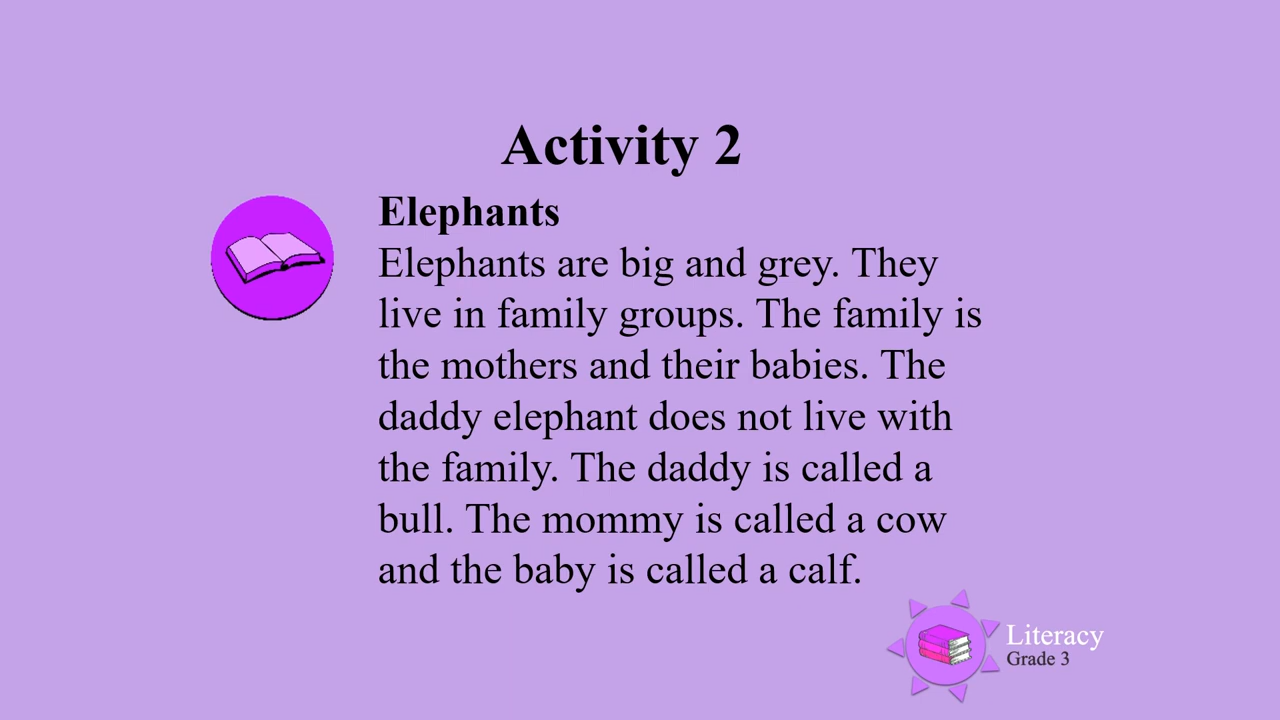 Activity 2
Elephants
Elephants are big and grey. They
live in family groups. The family is
the mothers and their babies. The
daddy elephant does not live with
the family. The daddy is called a
bull. The mommy is called a cow
and the baby is called a calf.
Literacy
Grade 3